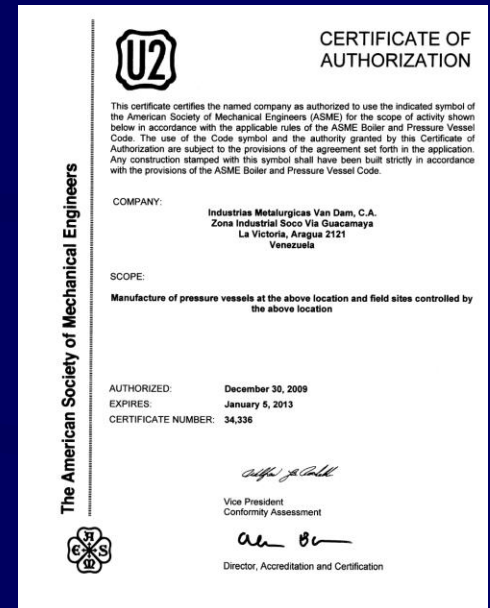 U2
CERTIFICATE OF
AUTHORIZATION
This certificate certifies the named company as authorized to use the indicated symbol of
the American Society of Mechanical Engineers (ASME) for the scope of activity shown
below in accordance with the applicable rules of the ASME Boiler and Pressure Vessel
Code. The use of the Code symbol and the authority granted by this Certificate of
Authorization are subject to the provisions of the agreement set forth in the application.
Any construction stamped with this symbol shall have been built strictly in accordance
with the provisions of the ASME Boiler and Pressure Vessel Code.
COMPANY:
Industrias Metalurgicas Van Dam, C.A.
Zona Industrial Soco Via Guacamaya
La Victoria, Aragua 2121
Venezuela
SCOPE:
Manufacture of pressure vessels at the above location and field sites controlled by
the above location
AUTHORIZED: December 30, 2009
EXPIRES: January 5, 2013
CERTIFICATE NUMBER: 34,336
Vice President
Conformity Assessment
Director, Accreditation and Certification
The American Society of Mechanical Engineers
A
E S
M